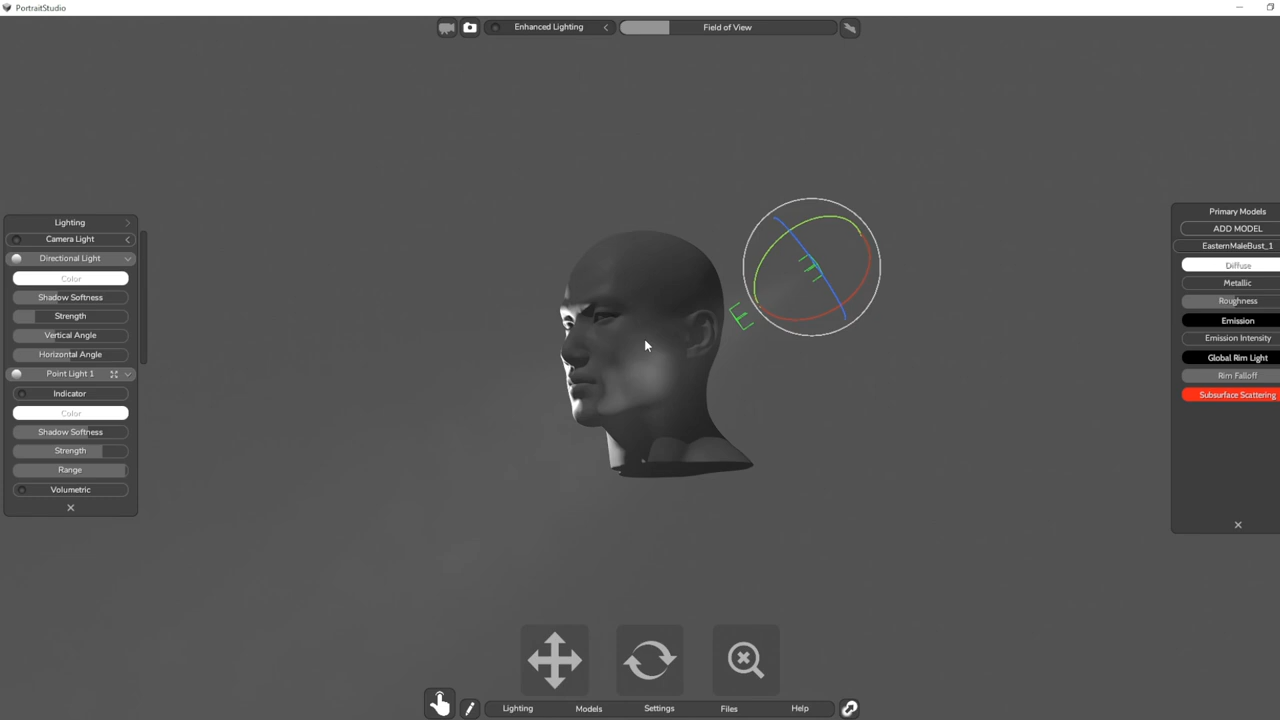 PortraitStudio
Enhanced Lighting
Field of View
Lighting
Camera Light
Directional Light
Color
Shadow Softness
Strength
Vertical Angle
Horizontal Angle
Point Light 1
Indicator
Color
Shadow Softness
Strength
Range
Volumetric
Primary Models
ADD MODEL
EasternMaleBust_1
Diffuse
Metallic
Roughness
Emission
Emission Intensity
Global Rim Light
Rim Falloff
Subsurface Scattering
Lighting
Models
Settings
Files
Help